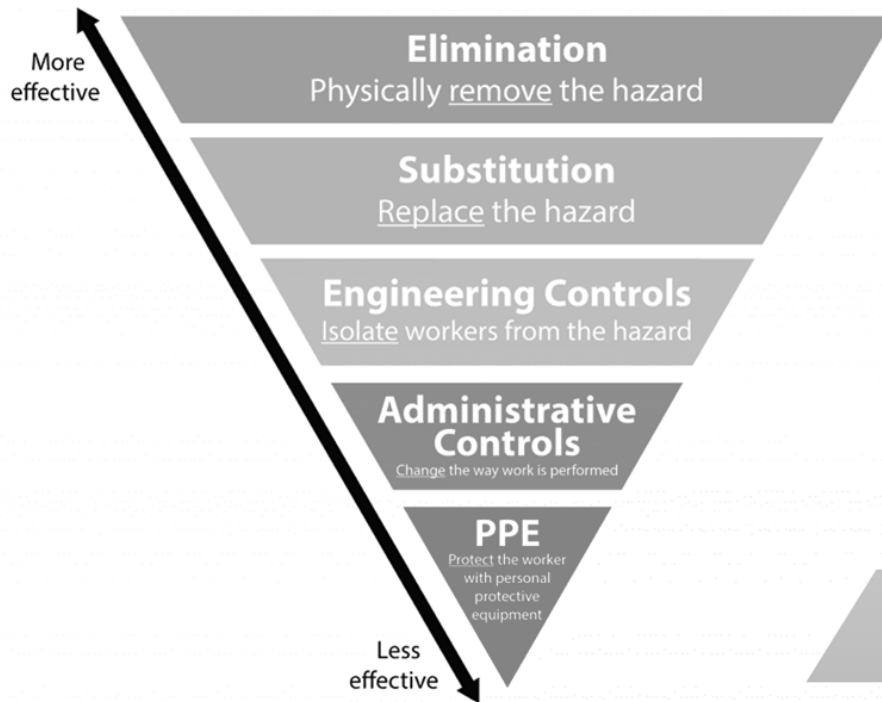 More
effective
Elimination
Physically remove the hazard
Substitution
Replace the hazard
Engineering Controls
Isolate workers from the hazard
Administrative
Controls
Change the way work is performed
PPE
Protect the worker
with personal
protective
equipment
Less
effective